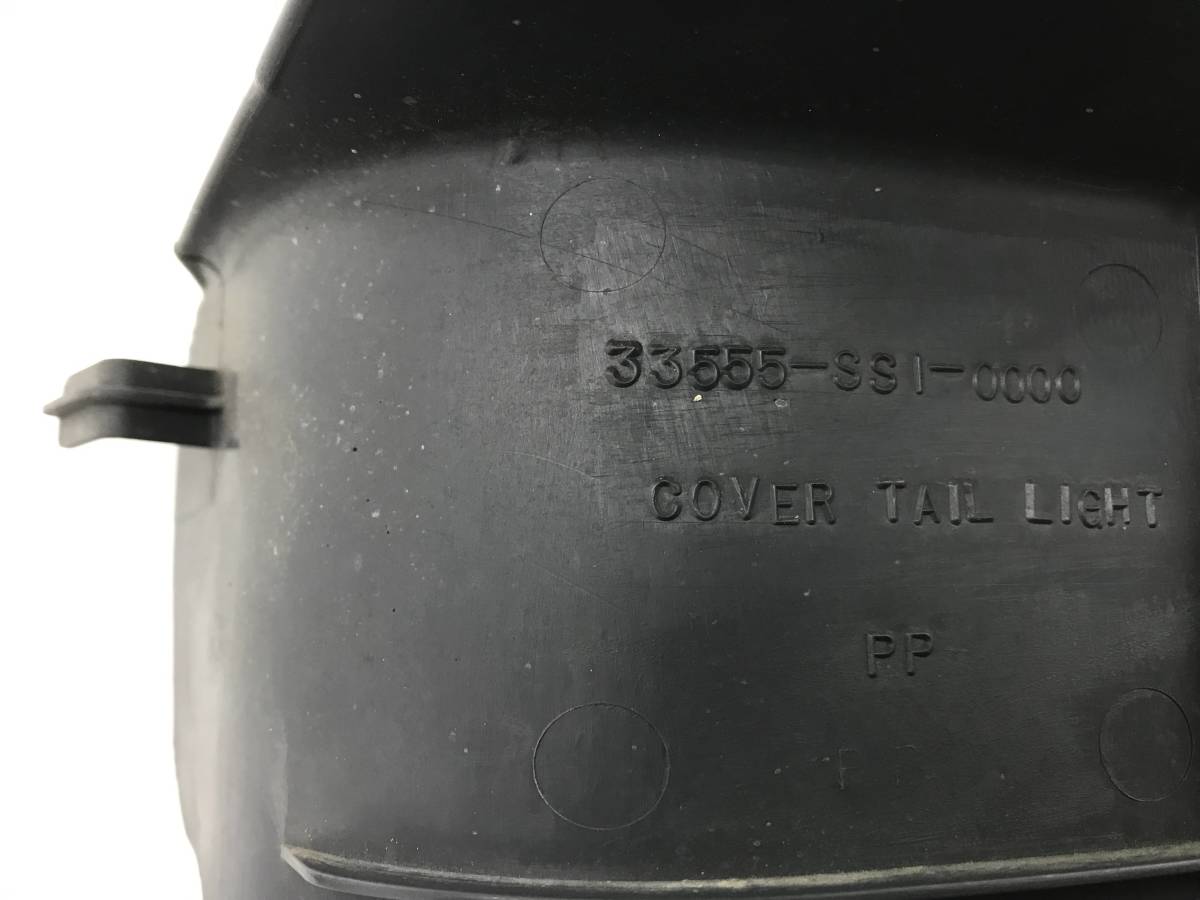 33555-SS1-0000
COVER TAIL LIGHT
PP